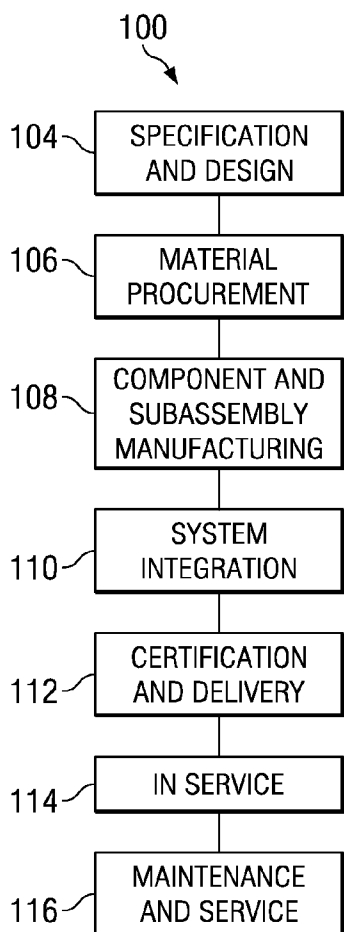 100
104
SPECIFICATION
AND DESIGN
106
MATERIAL
PROCUREMENT
108
COMPONENT AND
SUBASSEMBLY
MANUFACTURING
110
SYSTEM
INTEGRATION
112
CERTIFICATION
AND DELIVERY
114
IN SERVICE
116
MAINTENANCE
AND SERVICE